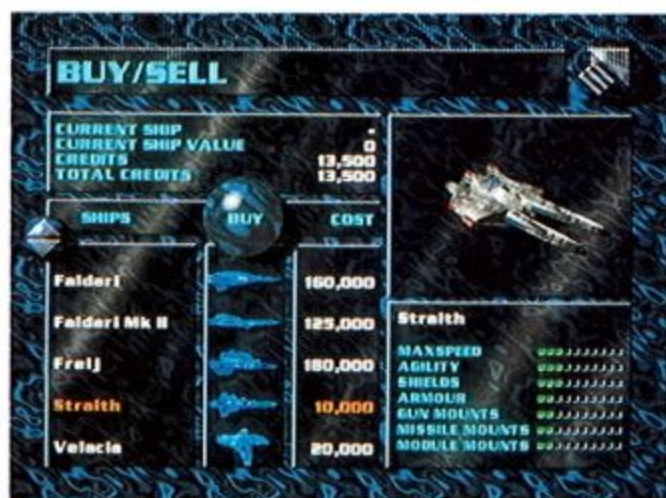 BUY/SELL
CURRENT SHIP -
CURRENT SHIP VALUE 0
CREDITS 13,500
TOTAL CREDITS 13,500
SHIPS BUY COST
Faldari 160,000
Faldari Mk II 125,000
Freij 180,000
Straith 10,000
Velacia 20,000
Straith
MAXSPEED
AGILITY
SHIELDS
ARMOUR
GUN MOUNTS
MISSILE MOUNTS
MODULE MOUNTS